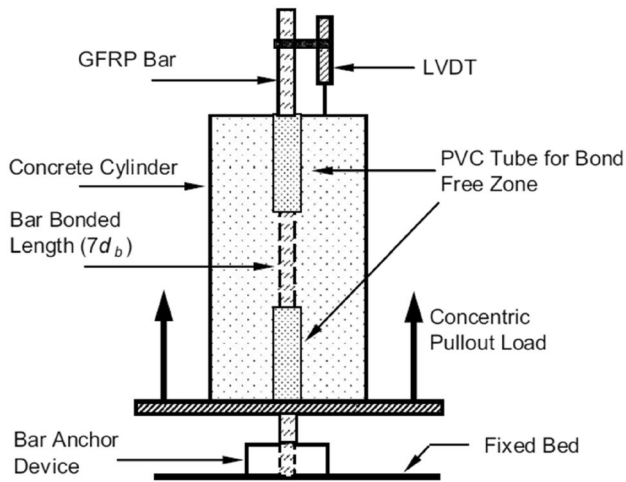 GFRP Bar
LVDT
Concrete Cylinder
PVC Tube for Bond
Free Zone
Bar Bonded
Length (7d b)
Concentric
Pullout Load
Bar Anchor
Device
Fixed Bed